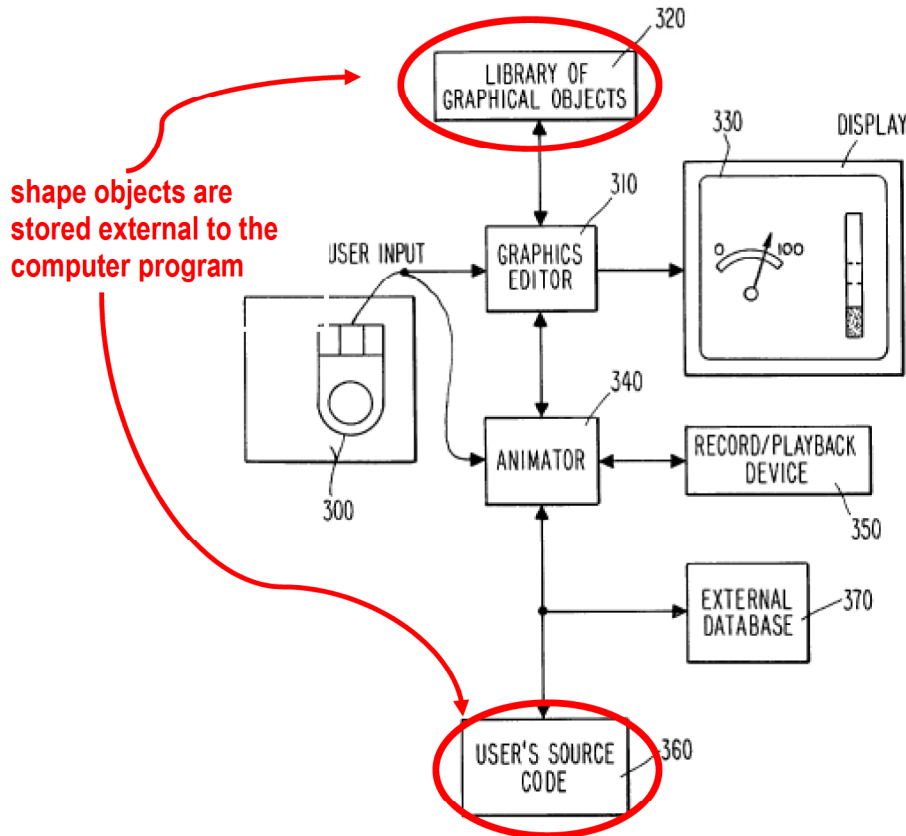 320
LIBRARY OF
GRAPHICAL OBJECTS
330
DISPLAY
shape objects are
stored external to the
computer program
310
USER INPUT
GRAPHICS
EDITOR
0
100
340
300
ANIMATOR
RECORD/PLAYBACK
DEVICE
350
EXTERNAL
DATABASE
370
USER'S SOURCE
CODE
360